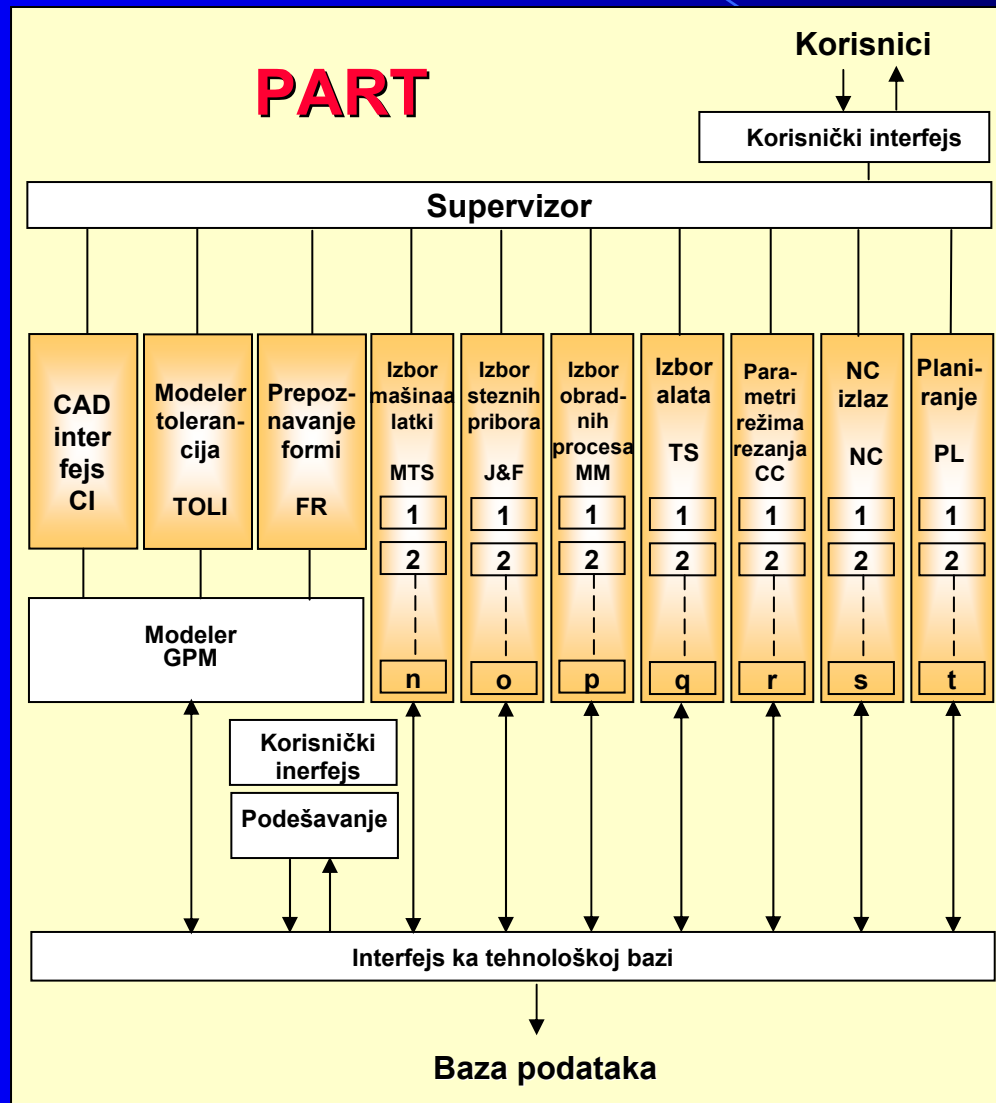 PART
Korisnici
Korisnički interfejs
Supervizor
CAD
inter
fejs
CI
Modeler
toleran-
cija
TOLI
Prepoz-
navanje
formi
FR
Izbor
mašinaa
latki
MTS
1
2
n
Izbor
steznih
pribora
J&F
1
2
o
Izbor
obrad-
nih
procesa
MM
1
2
p
Izbor
alata
TS
1
2
q
Para-
metri
režima
rezanja
CC
1
2
r
NC
izlaz
NC
1
2
s
Plani-
ranje
PL
1
2
t
Modeler
GPM
Korisnički
inerfejs
Podešavanje
Interfejs ka tehnološkoj bazi
Baza podataka